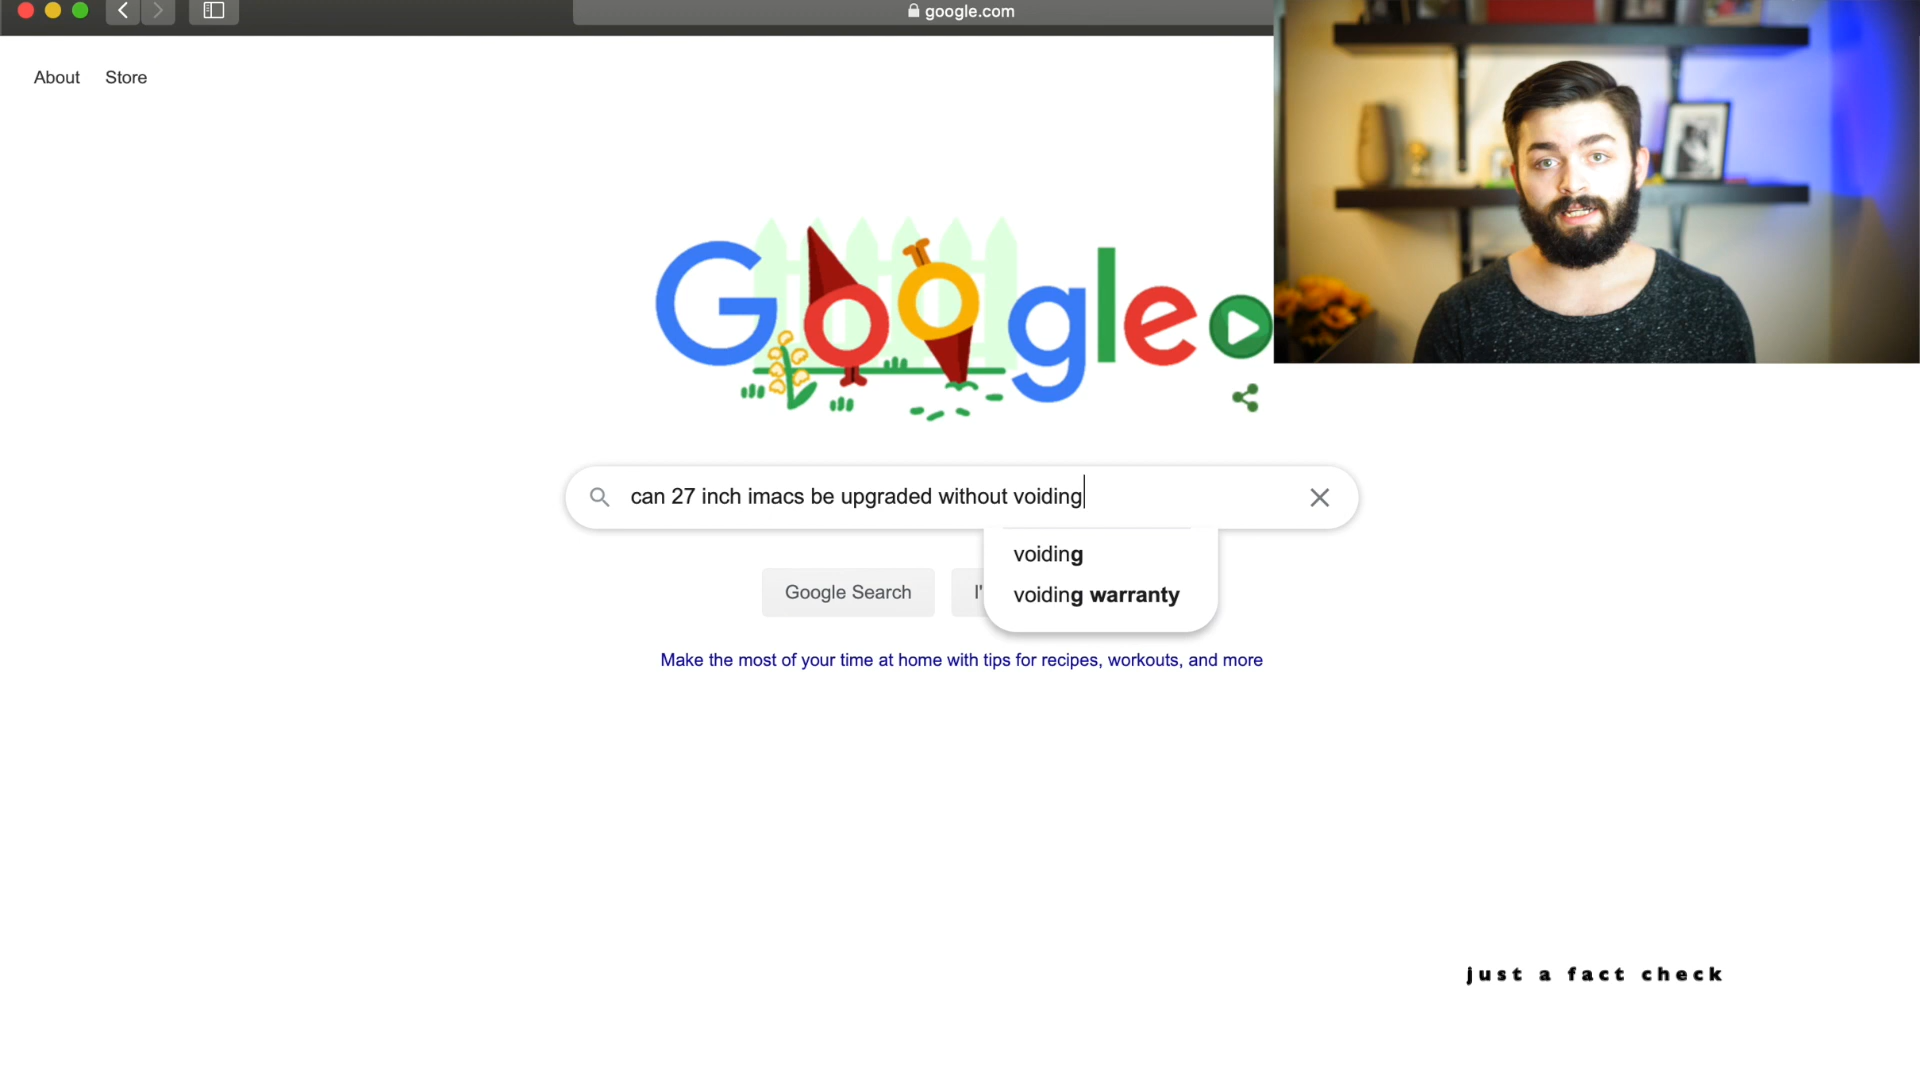 google.com
About Store
Google
can 27 inch imacs be upgraded without voiding
voiding
voiding warranty
Google Search
I'
Make the most of your time at home with tips for recipes, workouts, and more
just a fact check